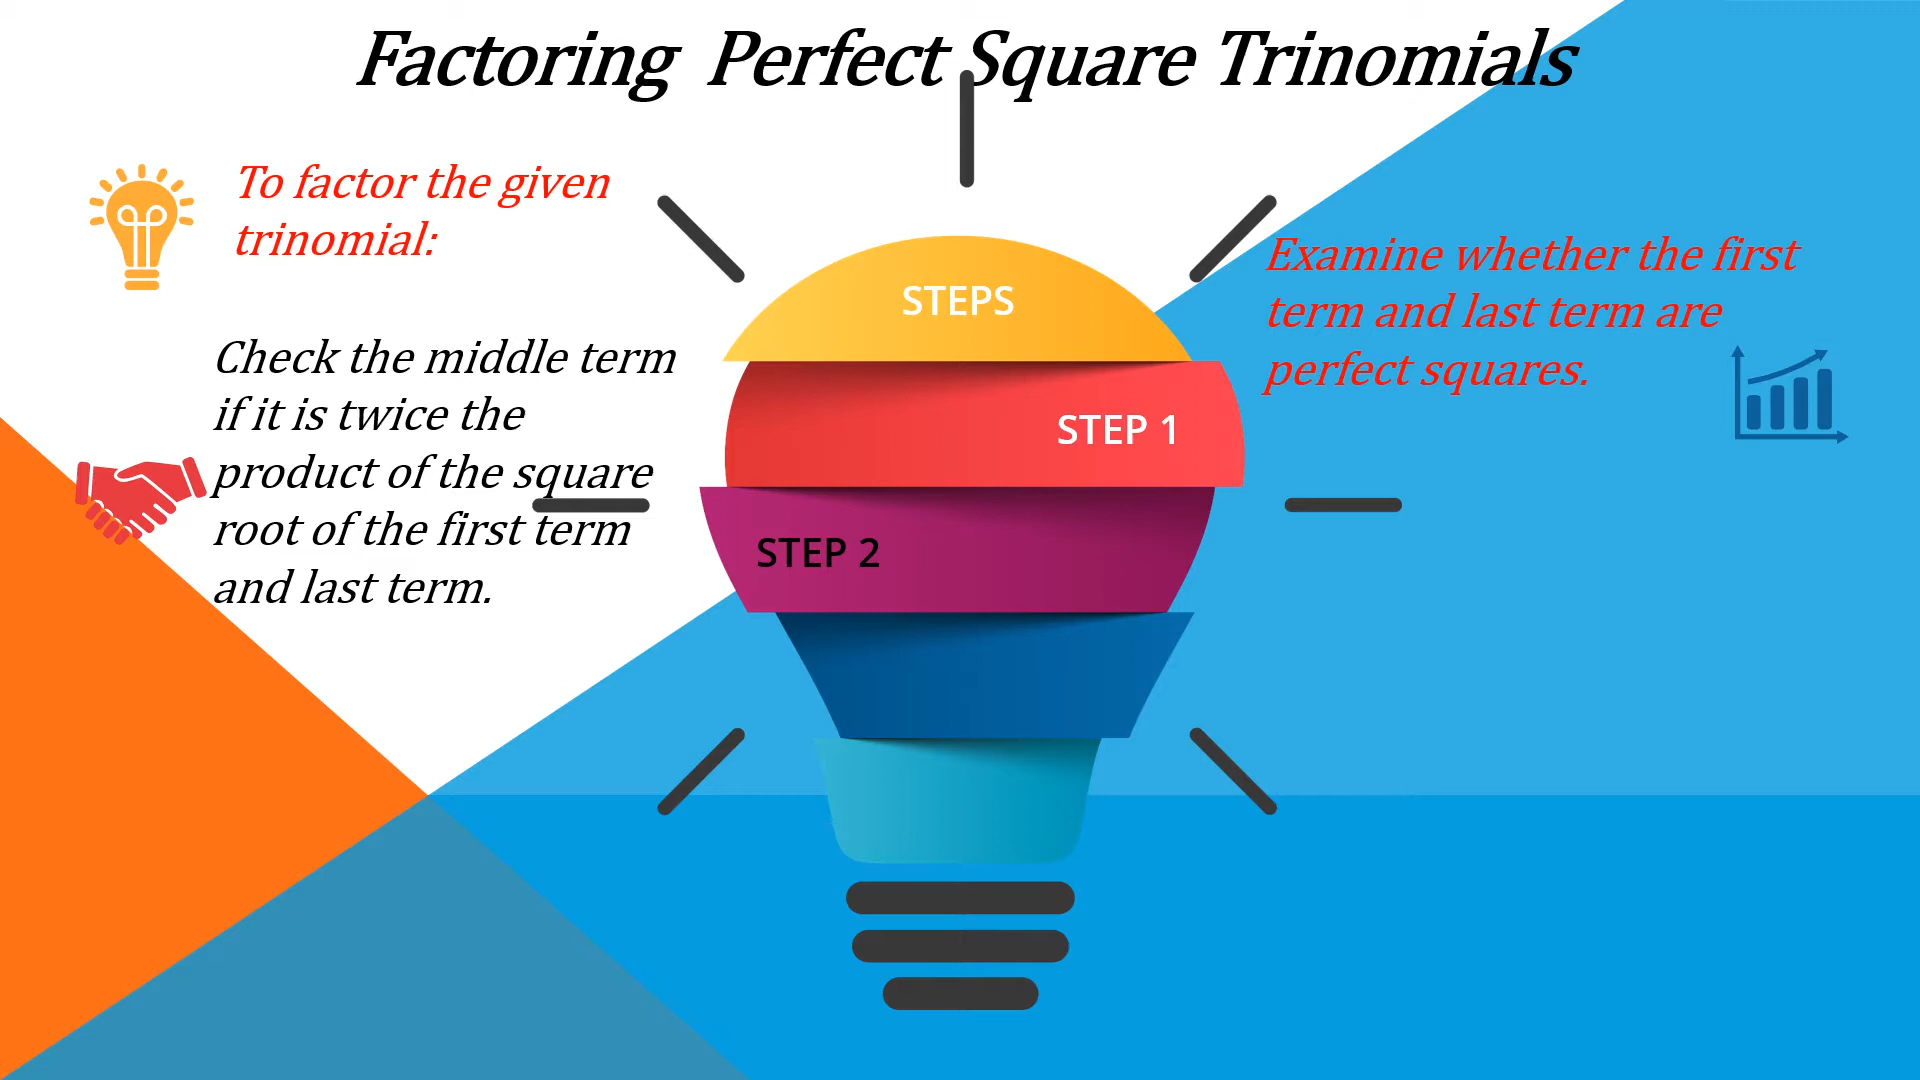 Factoring Perfect Square Trinomials
To factor the given
trinomial:
STEPS
Examine whether the first
term and last term are
perfect squares.
STEP 1
Check the middle term
if it is twice the
product of the square
root of the first term
and last term.
STEP 2